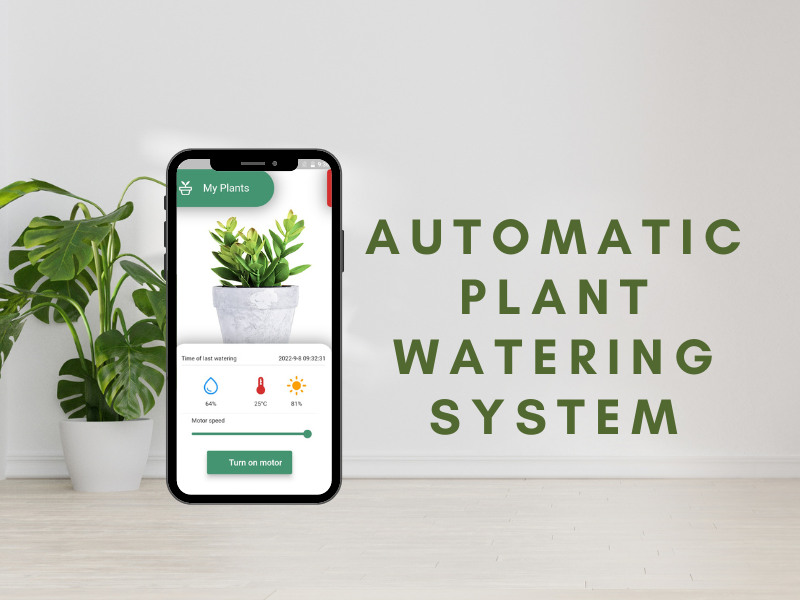 My Plants
Time of last watering 2022-9-8 09:32:31
64% 25°C 81%
Motor speed
Turn on motor
AUTOMATIC
PLANT
WATERING
SYSTEM